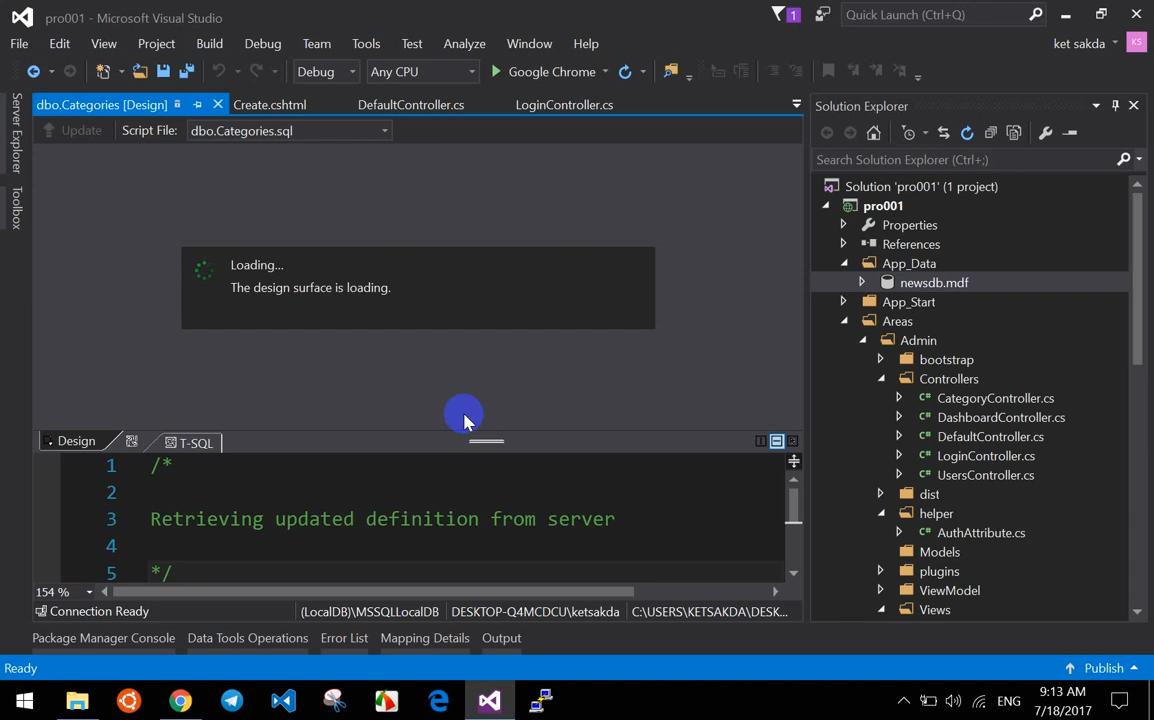 pro001 - Microsoft Visual Studio
1
Quick Launch (Ctrl+Q)
File Edit View Project Build Debug Team Tools Test Analyze Window Help
ket sakda
KS
Debug Any CPU Google Chrome
Server Explorer
Toolbox
dbo.Categories [Design] Create.cshtml DefaultController.cs LoginController.cs
Update Script File: dbo.Categories.sql
Loading...
The design surface is loading.
Design T-SQL
1 /*
2
3 Retrieving updated definition from server
4
5 */
154 %
Connection Ready (LocalDB)\MSSQLLocalDB DESKTOP-Q4MCDCU\ketsakda C:\USERS\KETSAKDA\DESK...
Package Manager Console Data Tools Operations Error List Mapping Details Output
Solution Explorer
Search Solution Explorer (Ctrl+;)
Solution 'pro001' (1 project)
pro001
Properties
References
App_Data
newsdb.mdf
App_Start
Areas
Admin
bootstrap
Controllers
C# CategoryController.cs
C# DashboardController.cs
C# DefaultController.cs
C# LoginController.cs
C# UsersController.cs
dist
helper
C# AuthAttribute.cs
Models
plugins
ViewModel
Views
Ready
Publish
ENG
9:13 AM
7/18/2017